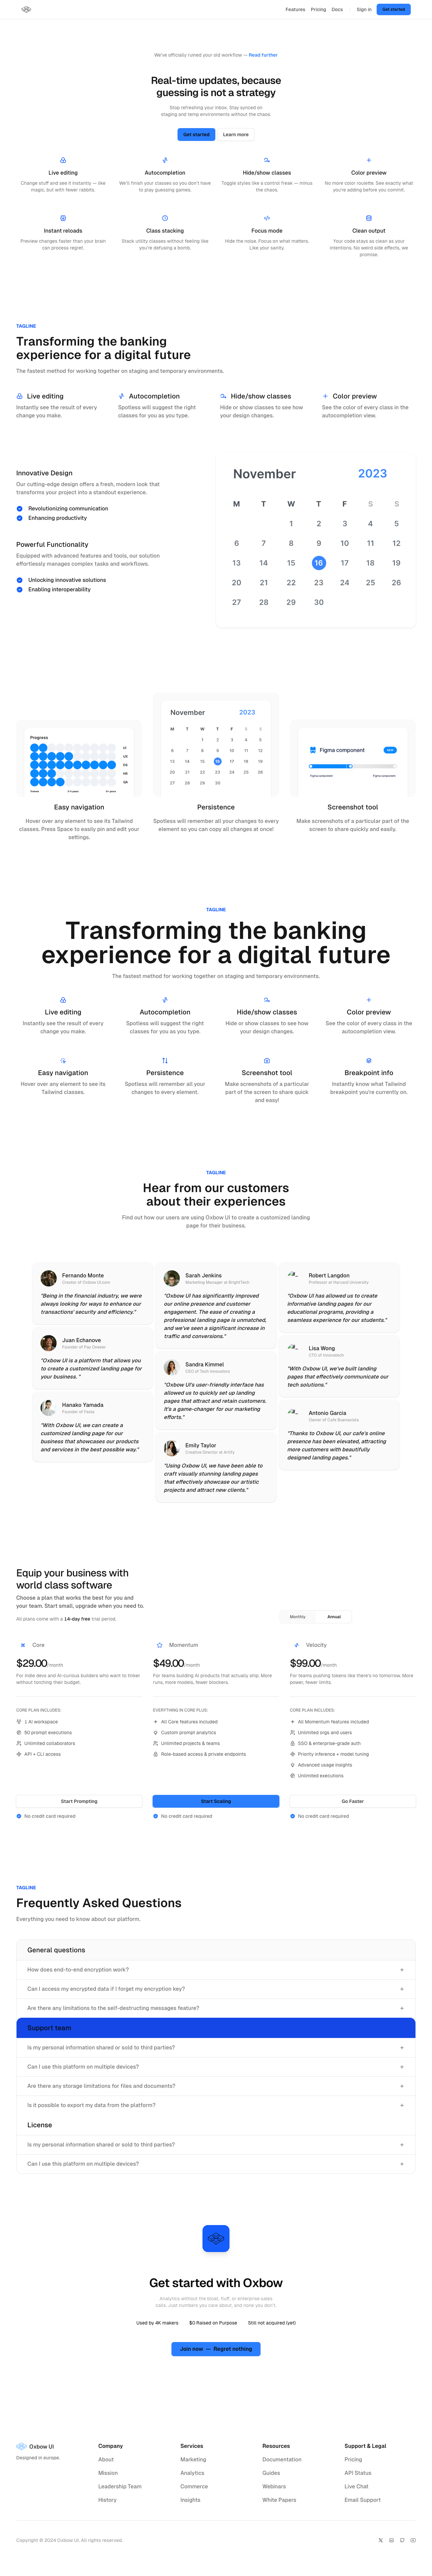 Features Pricing Docs Sign in Get started
We've officially ruined your old workflow — Read further
Real-time updates, because
guessing is not a strategy
Stop refreshing your inbox. Stay synced on
staging and temp environments without the chaos.
Get started Learn more
Live editing
Change stuff and see it instantly — like
magic, but with fewer rabbits.
Autocompletion
We'll finish your classes so you don't have
to play guessing games.
Hide/show classes
Toggle styles like a control freak — minus
the chaos.
Color preview
No more color roulette. See exactly what
you're adding before you commit.
Instant reloads
Preview changes faster than your brain
can process regret.
Class stacking
Stack utility classes without feeling like
you're defusing a bomb.
Focus mode
Hide the noise. Focus on what matters.
Like your sanity.
Clean output
Your code stays as clean as your
intentions. No weird side effects, we
promise.
TAGLINE
Transforming the banking
experience for a digital future
The fastest method for working together on staging and temporary environments.
Live editing
Instantly see the result of every
change you make.
Autocompletion
Spotless will suggest the right
classes for you as you type.
Hide/show classes
Hide or show classes to see how
your design changes.
Color preview
See the color of every class in the
autocompletion view.
Innovative Design
Our cutting-edge design offers a fresh, modern look that
transforms your project into a standout experience.
Revolutionizing communication
Enhancing productivity
Powerful Functionality
Equipped with advanced features and tools, our solution
effortlessly manages complex tasks and workflows.
Unlocking innovative solutions
Enabling interoperability
November 2023
M T W T F S S
1 2 3 4 5
6 7 8 9 10 11 12
13 14 15 16 17 18 19
20 21 22 23 24 25 26
27 28 29 30
Progress
Easy navigation
Hover over any element to see its Tailwind
classes. Press Space to easily pin and edit your
settings.
November 2023
M T W T F S S
1 2 3 4 5
6 7 8 9 10 11 12
13 14 15 16 17 18 19
20 21 22 23 24 25 26
27 28 29 30
Persistence
Spotless will remember all your changes to every
element so you can copy all changes at once!
Figma component
Figma component Figma component
Screenshot tool
Make screenshots of a particular part of the
screen to share quickly and easily.
TAGLINE
Transforming the banking
experience for a digital future
The fastest method for working together on staging and temporary environments.
Live editing
Instantly see the result of every
change you make.
Autocompletion
Spotless will suggest the right
classes for you as you type.
Hide/show classes
Hide or show classes to see how
your design changes.
Color preview
See the color of every class in the
autocompletion view.
Easy navigation
Hover over any element to see its
Tailwind classes.
Persistence
Spotless will remember all your
changes to every element.
Screenshot tool
Make screenshots of a particular
part of the screen to share quick
and easy!
Breakpoint info
Instantly know what Tailwind
breakpoint you're currently on.
TAGLINE
Hear from our customers
about their experiences
Find out how our users are using Oxbow UI to create a customized landing
page for their business.
Fernando Monte
Creator of Oxbow UI.com
"Being in the financial industry, we were
always looking for ways to enhance our
transactions' security and efficiency."
Juan Echanove
Founder of Pay Onwser
"Oxbow UI is a platform that allows you
to create a customized landing page for
your business. "
Hanako Yamada
Founder of Pasta
"With Oxbow UI, we can create a
customized landing page for our
business that showcases our products
and services in the best possible way."
Sarah Jenkins
Marketing Manager at BrightTech
"Oxbow UI has significantly improved
our online presence and customer
engagement. The ease of creating a
professional landing page is unmatched,
and we've seen a significant increase in
traffic and conversions."
Sandra Kimmel
CEO of Tech Innovators
"Oxbow UI's user-friendly interface has
allowed us to quickly set up landing
pages that attract and retain customers.
It's a game-changer for our marketing
efforts."
Emily Taylor
Creative Director at Artify
"Using Oxbow UI, we have been able to
craft visually stunning landing pages
that effectively showcase our artistic
projects and attract new clients."
Robert Langdon
Professor at Harvard University
"Oxbow UI has allowed us to create
informative landing pages for our
educational programs, providing a
seamless experience for our students."
Lisa Wong
CTO of Innovatech
"With Oxbow UI, we've built landing
pages that effectively communicate our
tech solutions."
Antonio Garcia
Owner of Cafe Buenavista
"Thanks to Oxbow UI, our cafe's online
presence has been elevated, attracting
more customers with beautifully
designed landing pages."
Equip your business with
world class software
Choose a plan that works the best for you and
your team. Start small, upgrade when you need to.
All plans come with a 14-day free trial period.
Monthly Annual
Core
$29.00/month
For indie devs and AI-curious builders who want to tinker
without torching their budget.
CORE PLAN INCLUDES:
1 AI workspace
50 prompt executions
Unlimited collaborators
API + CLI access
Start Prompting
No credit card required
Momentum
$49.00/month
For teams building AI products that actually ship. More
runs, more models, fewer blockers.
EVERYTHING IN CORE PLUS:
All Core features included
Custom prompt analytics
Unlimited projects & teams
Role-based access & private endpoints
Start Scaling
No credit card required
Velocity
$99.00/month
For teams pushing tokens like there's no tomorrow. More
power, fewer limits.
CORE PLAN INCLUDES:
All Momentum features included
Unlimited orgs and users
SSO & enterprise-grade auth
Priority inference + model tuning
Advanced usage insights
Unlimited executions
Go Faster
No credit card required
TAGLINE
Frequently Asked Questions
Everything you need to know about our platform.
General questions
How does end-to-end encryption work?
Can I access my encrypted data if I forget my encryption key?
Are there any limitations to the self-destructing messages feature?
Support team
Is my personal information shared or sold to third parties?
Can I use this platform on multiple devices?
Are there any storage limitations for files and documents?
Is it possible to export my data from the platform?
License
Is my personal information shared or sold to third parties?
Can I use this platform on multiple devices?
Get started with Oxbow
Analytics without the bloat, fluff, or enterprise sales
calls. Just numbers you care about, and none you don't.
Used by 4K makers $0 Raised on Purpose Still not acquired (yet)
Join now — Regret nothing
Oxbow UI
Designed in europe.
Company
About
Mission
Leadership Team
History
Services
Marketing
Analytics
Commerce
Insights
Resources
Documentation
Guides
Webinars
White Papers
Support & Legal
Pricing
API Status
Live Chat
Email Support
Copyright © 2024 Oxbow UI. All rights reserved.